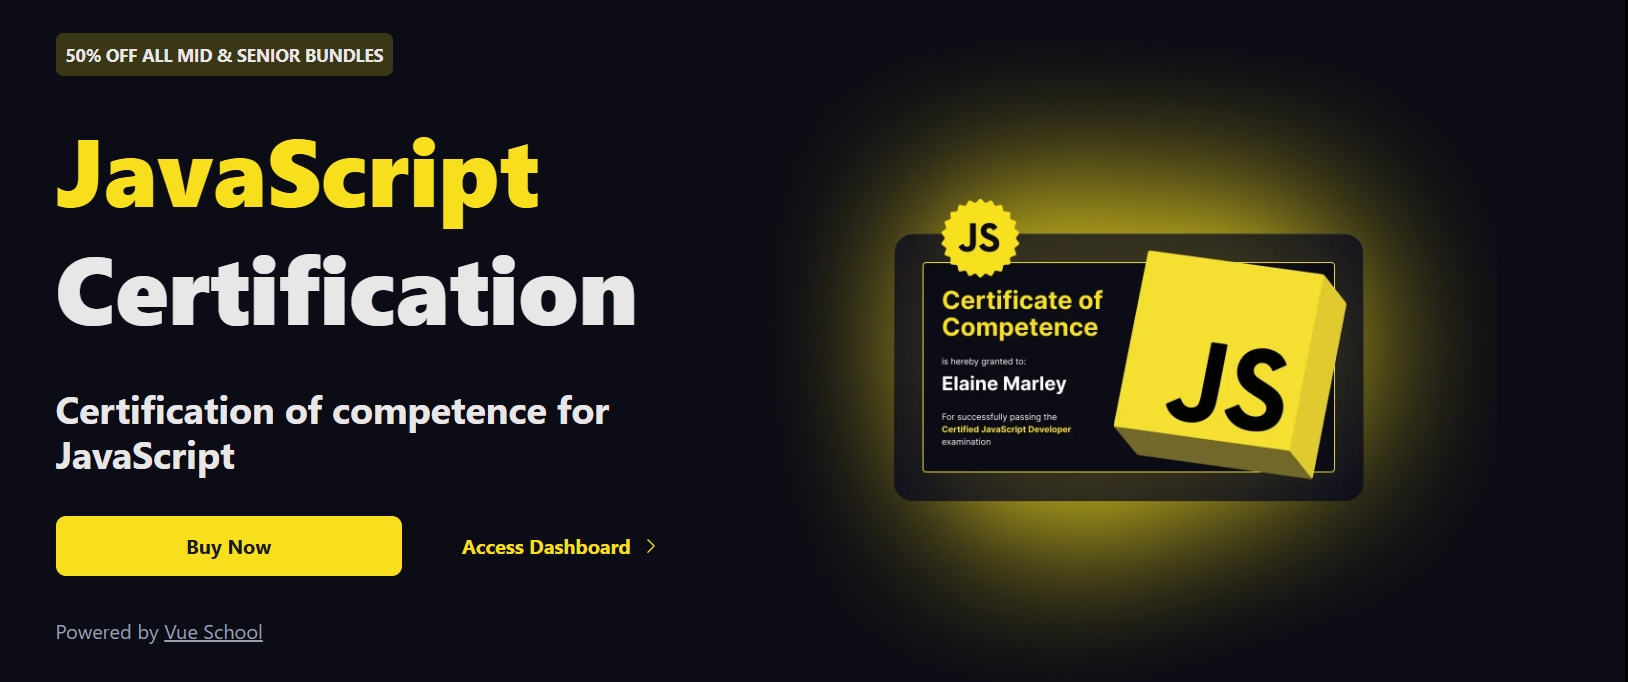 50% OFF ALL MID & SENIOR BUNDLES
JavaScript
Certification
Certification of competence for
JavaScript
Buy Now
Access Dashboard
Powered by Vue School
JS
Certificate of
Competence
is hereby granted to:
Elaine Marley
For successfully passing the
Certified JavaScript Developer
examination
JS